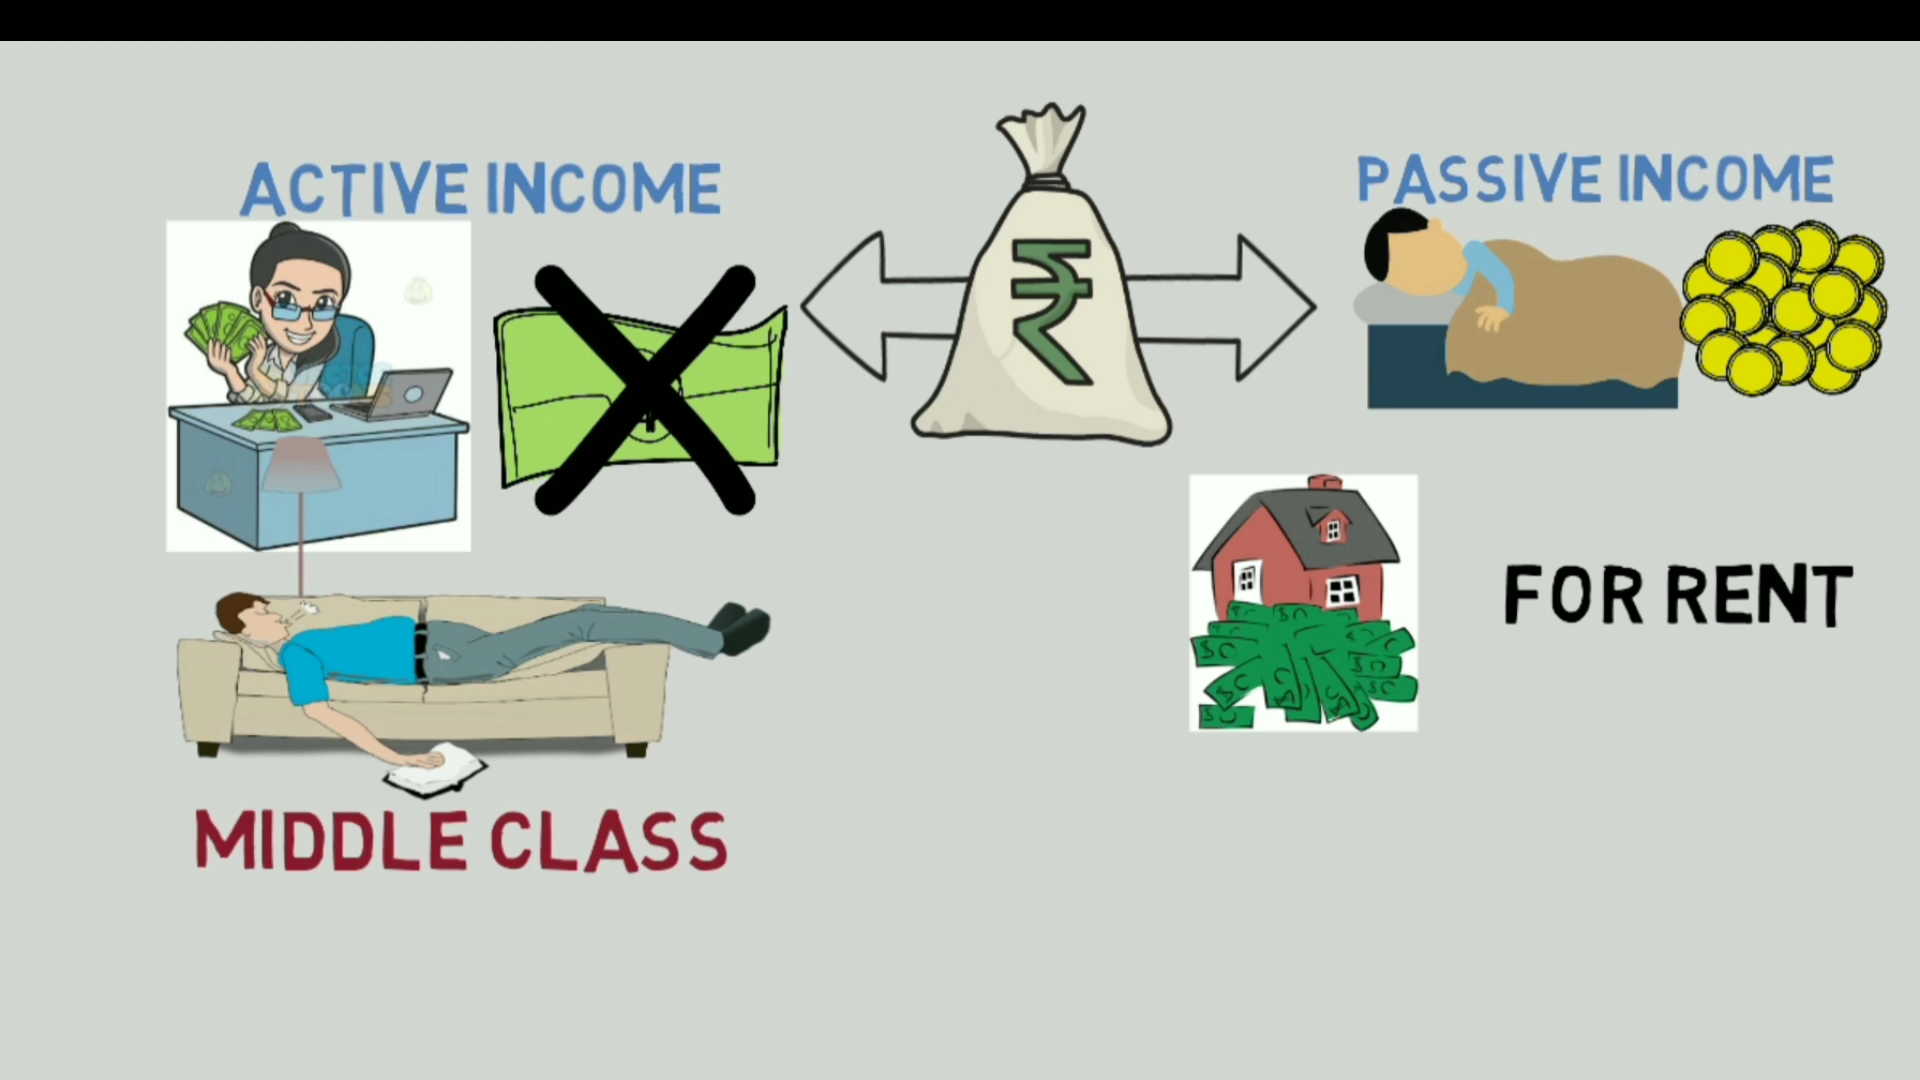 ACTIVE INCOME
₹
PASSIVE INCOME
FOR RENT
MIDDLE CLASS